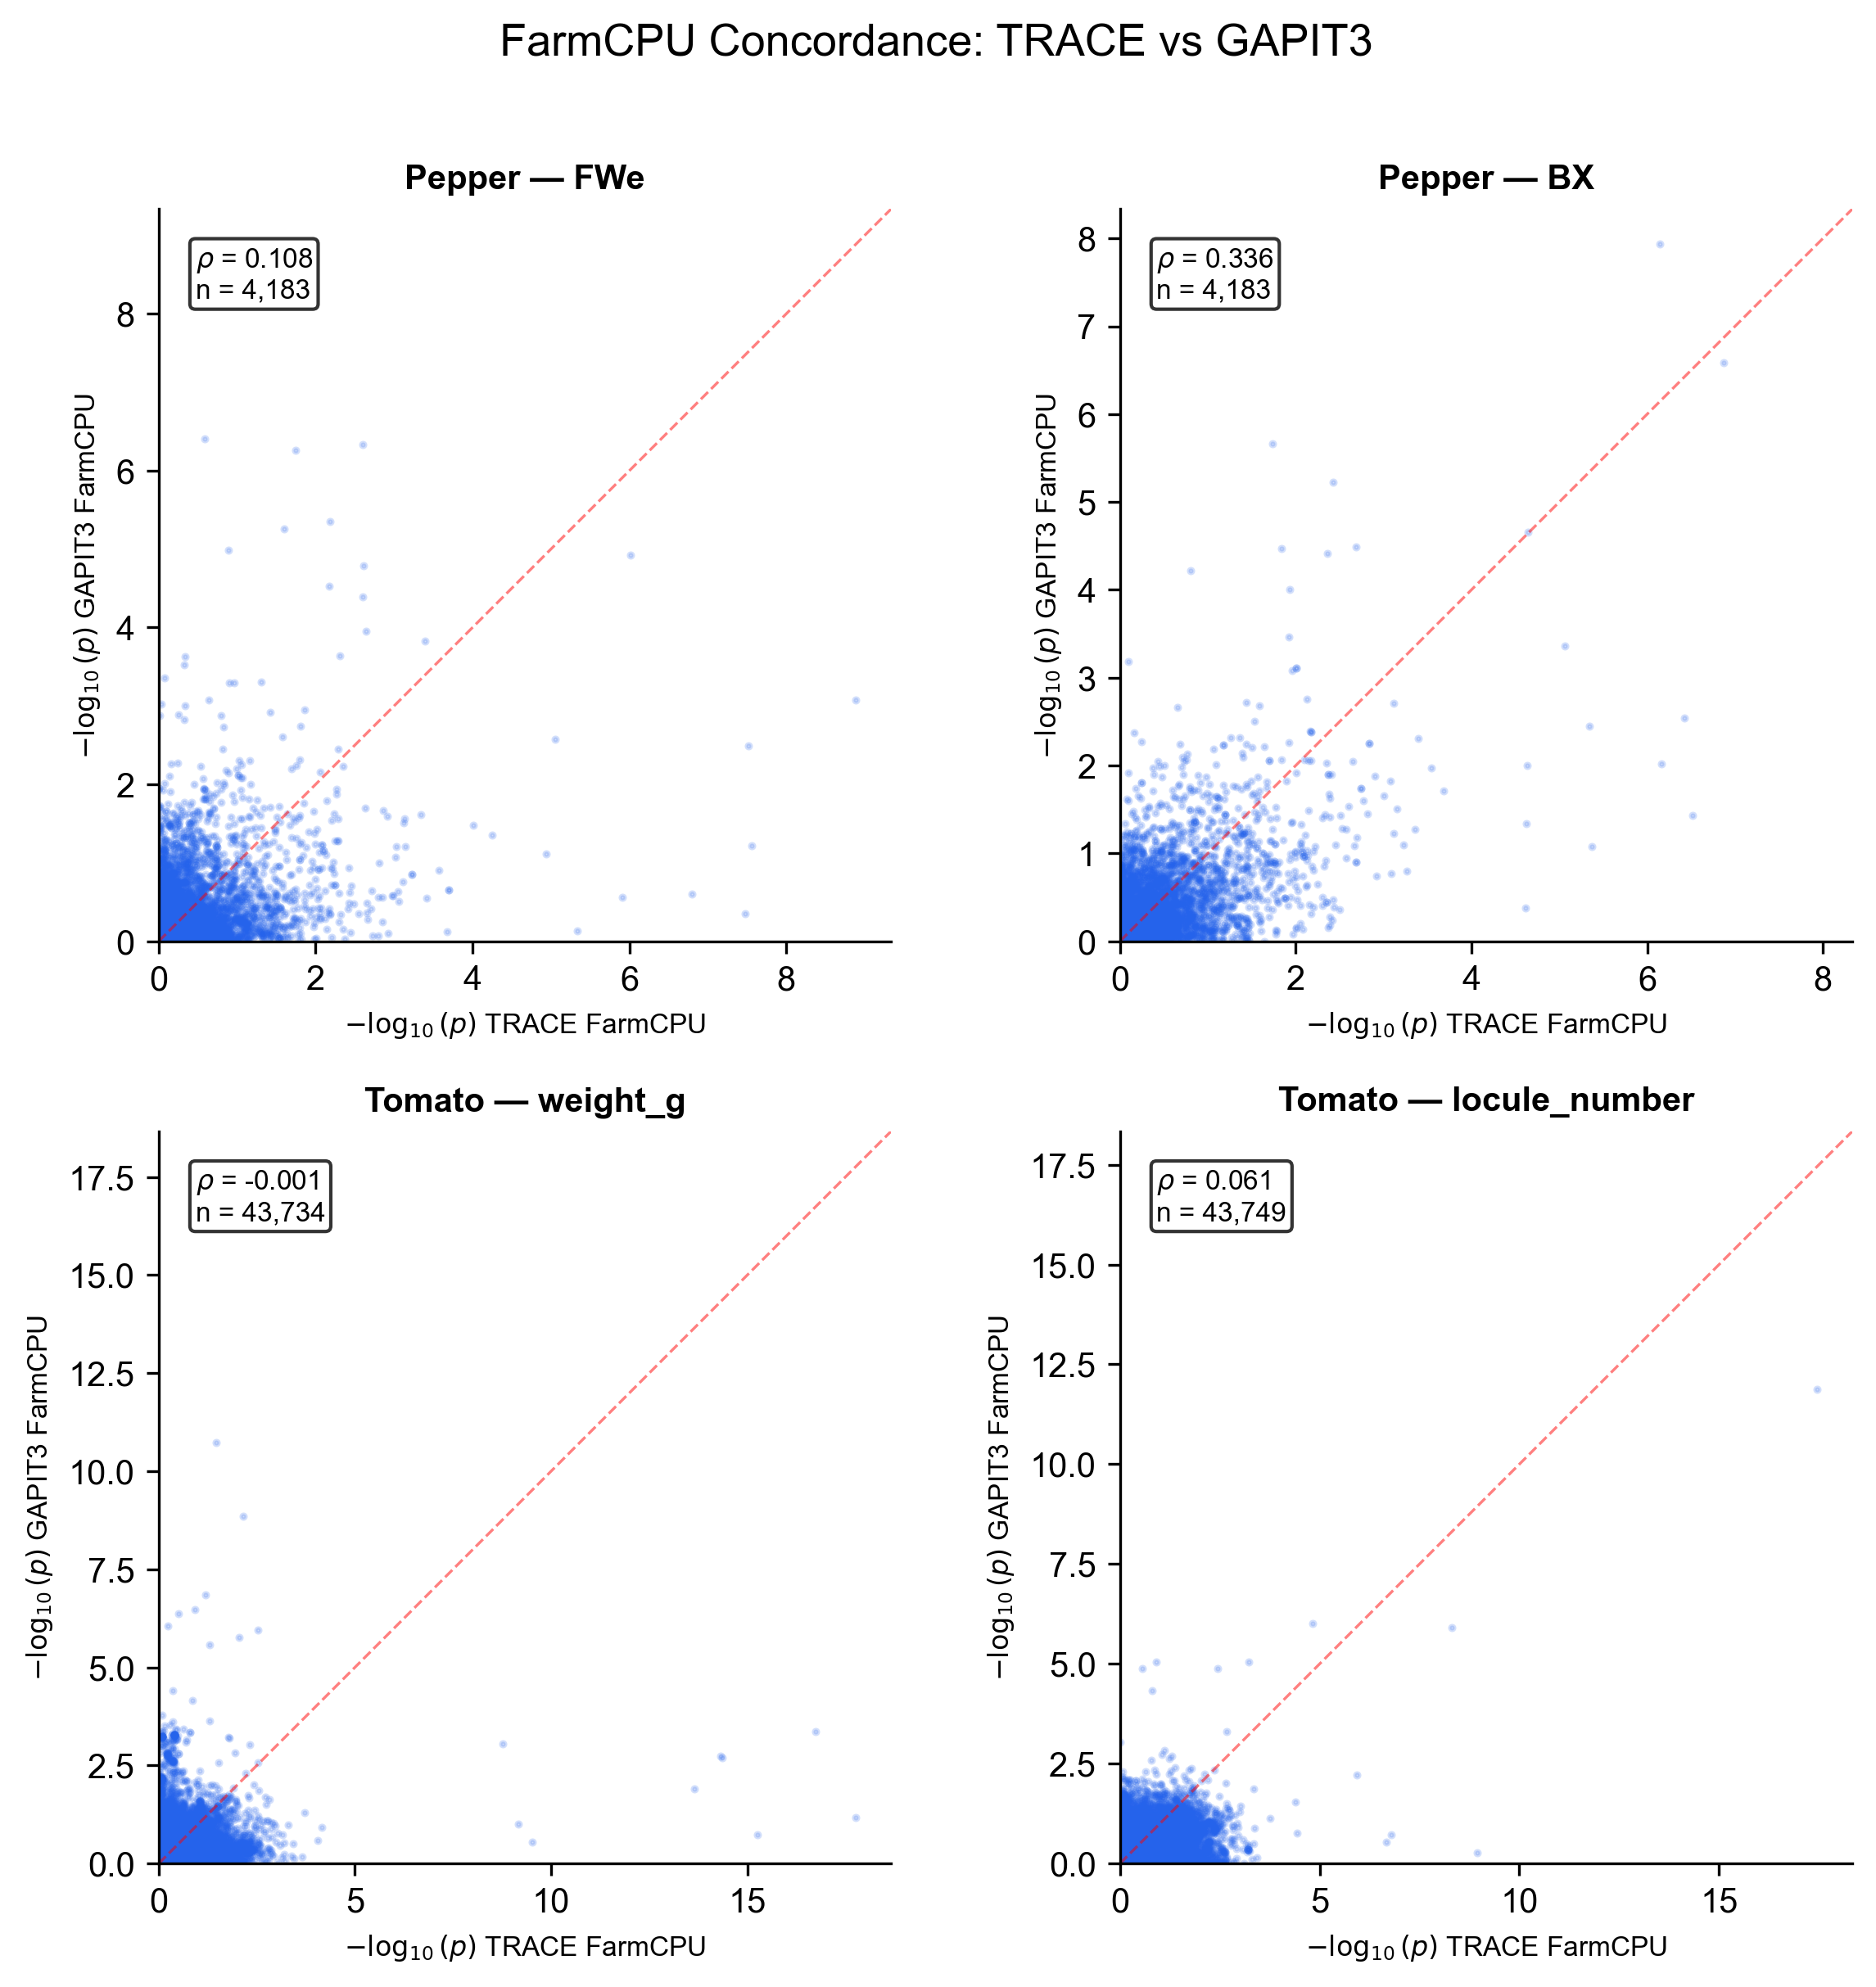 FarmCPU Concordance: TRACE vs GAPIT3
Pepper — FWe
ρ = 0.108
n = 4,183
8
6
4
2
0
0 2 4 6 8
−log₁₀(p) GAPIT3 FarmCPU
−log₁₀(p) TRACE FarmCPU
Pepper — BX
ρ = 0.336
n = 4,183
8
7
6
5
4
3
2
1
0
0 2 4 6 8
−log₁₀(p) GAPIT3 FarmCPU
−log₁₀(p) TRACE FarmCPU
Tomato — weight_g
ρ = -0.001
n = 43,734
17.5
15.0
12.5
10.0
7.5
5.0
2.5
0.0
0 5 10 15
−log₁₀(p) GAPIT3 FarmCPU
−log₁₀(p) TRACE FarmCPU
Tomato — locule_number
ρ = 0.061
n = 43,749
17.5
15.0
12.5
10.0
7.5
5.0
2.5
0.0
0 5 10 15
−log₁₀(p) GAPIT3 FarmCPU
−log₁₀(p) TRACE FarmCPU